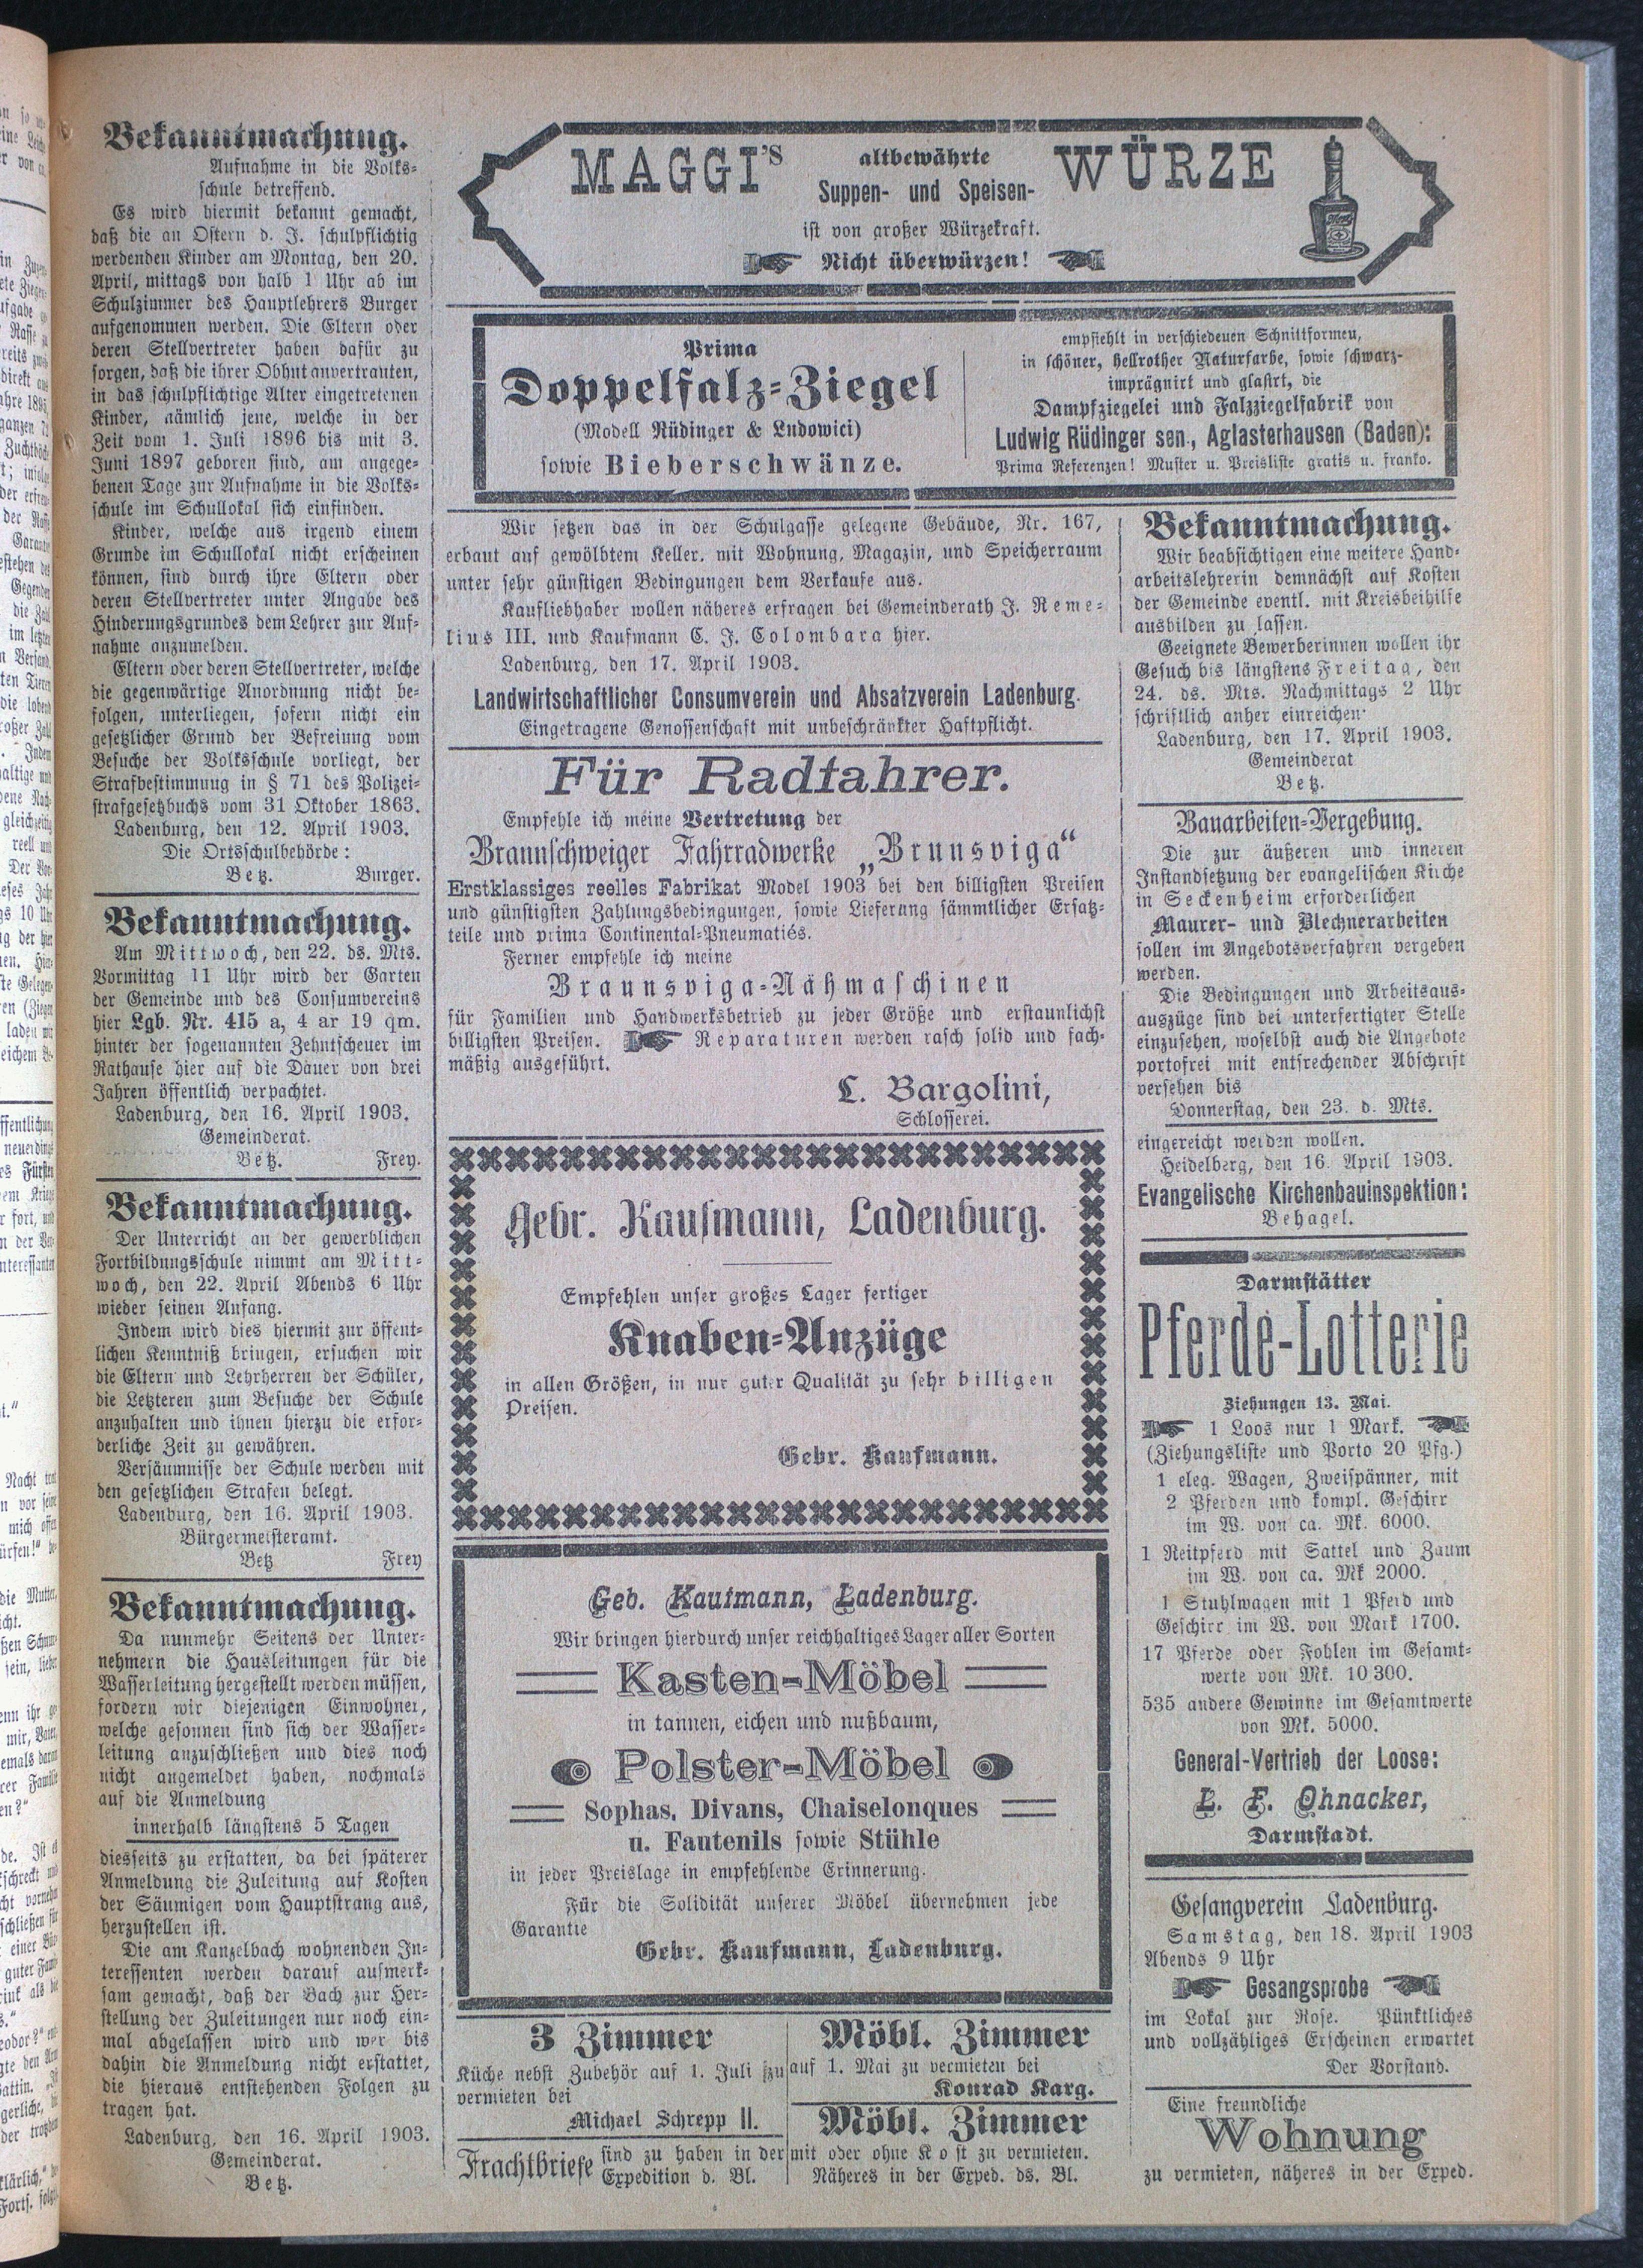 Bekanntmachung.
Aufnahme in die Volks-
schule betreffend.
Es wird hiermit bekannt gemacht,
daß die an Ostern d. J. schulpflichtig
werdenden Kinder am Montag, den 20.
April, mittags von halb 1 Uhr ab im
Schulzimmer des Hauptlehrers Burger
aufgenommen werden. Die Eltern oder
deren Stellvertreter haben dafür zu
sorgen, daß die ihrer Obhut anvertrauten,
in das schulpflichtige Alter eingetretenen
Kinder, nämlich jene, welche in der
Zeit vom 1. Juli 1896 bis mit 3.
Juni 1897 geboren sind, am angege-
benen Tage zur Aufnahme in die Volks-
schule im Schullokal sich einfinden.
Kinder, welche aus irgend einem
Grunde im Schullokal nicht erscheinen
können, sind durch ihre Eltern oder
deren Stellvertreter unter Angabe des
Hinderungsgrundes dem Lehrer zur Auf-
nahme anzumelden.
Eltern oder deren Stellvertreter, welche
die gegenwärtige Anordnung nicht be-
folgen, unterliegen, sofern nicht ein
gesetzlicher Grund der Befreiung vom
Besuche der Volksschule vorliegt, der
Strafbestimmung in § 71 des Polizei-
strafgesetzbuchs vom 31 Oktober 1863.
Ladenburg, den 12. April 1903.
Die Ortsschulbehörde:
Betz. Burger.
Bekanntmachung.
Am Mittwoch, den 22. ds. Mts.
Vormittag 11 Uhr wird der Garten
der Gemeinde und des Consumvereins
hier Lgb. Nr. 415 a, 4 ar 19 qm.
hinter der sogenannten Zehntscheuer im
Rathause hier auf die Dauer von drei
Jahren öffentlich verpachtet.
Ladenburg, den 16. April 1903.
Gemeinderat.
Betz. Frey.
Bekanntmachung.
Der Unterricht an der gewerblichen
Fortbildungsschule nimmt am Mitt-
woch, den 22. April Abends 6 Uhr
wieder seinen Anfang.
Indem wird dies hiermit zur öffent-
lichen Kenntniß bringen, ersuchen wir
die Eltern und Lehrherren der Schüler,
die Letzteren zum Besuche der Schule
anzuhalten und ihnen hierzu die erfor-
derliche Zeit zu gewähren.
Versäumnisse der Schule werden mit
den gesetzlichen Strafen belegt.
Ladenburg, den 16. April 1903.
Bürgermeisteramt.
Betz Frey
Bekanntmachung.
Da nunmehr Seitens der Unter-
nehmern die Hausleitungen für die
Wasserleitung hergestellt werden müssen,
fordern wir diejenigen Einwohner,
welche gesonnen sind sich der Wasser-
leitung anzuschließen und dies noch
nicht angemeldet haben, nochmals
auf die Anmeldung
innerhalb längstens 5 Tagen
diesseits zu erstatten, da bei späterer
Anmeldung die Zuleitung auf Kosten
der Säumigen vom Hauptstrang aus,
herzustellen ist.
Die am Kanzelbach wohnenden In-
teressenten werden darauf aufmerk-
sam gemacht, daß der Bach zur Her-
stellung der Zuleitungen nur noch ein-
mal abgelassen wird und wer bis
dahin die Anmeldung nicht erstattet,
die hieraus entstehenden Folgen zu
tragen hat.
Ladenburg, den 16. April 1903.
Gemeinderat.
Betz.
MAGGI'S altbewährte WÜRZE
Suppen- und Speisen-
ist von großer Würzekraft.
Nicht überwürzen!
Prima
Doppelfalz-Ziegel
(Modell Rüdinger & Ludowici)
sowie Bieberschwänze.
empfiehlt in verschiedenen Schnittformen,
in schöner, hellrother Naturfarbe, sowie schwarz-
imprägnirt und glasirt, die
Dampfziegelei und Falzziegelfabrik von
Ludwig Rüdinger sen., Aglasterhausen (Baden):
Prima Referenzen! Muster u. Preisliste gratis u. franko.
Wir setzen das in der Schulgasse gelegene Gebäude, Nr. 167,
erbaut auf gewölbtem Keller. mit Wohnung, Magazin, und Speicherraum
unter sehr günstigen Bedingungen dem Verkaufe aus.
Kaufliebhaber wollen näheres erfragen bei Gemeinderath J. Reme-
lius III. und Kaufmann C. J. Colombara hier.
Ladenburg, den 17. April 1903.
Landwirtschaftlicher Consumverein und Absatzverein Ladenburg.
Eingetragene Genossenschaft mit unbeschränkter Haftpflicht.
Für Radfahrer.
Empfehle ich meine Vertretung der
Braunschweiger Fahrradwerke „Brunsviga“
Erstklassiges reelles Fabrikat Model 1903 bei den billigsten Preisen
und günstigsten Zahlungsbedingungen, sowie Lieferung sämmtlicher Ersatz-
teile und prima Continental-Pneumatiés.
Ferner empfehle ich meine
Braunsviga-Nähmaschinen
für Familien und Handwerksbetrieb zu jeder Größe und erstaunlichst
billigsten Preisen. Reparaturen werden rasch solid und fach-
mäßig ausgeführt.
L. Bargolini,
Schlosserei.
Gebr. Kaufmann, Ladenburg.
Empfehlen unser großes Lager fertiger
Knaben-Anzüge
in allen Größen, in nur guter Qualität zu sehr billigen
Preisen.
Gebr. Kaufmann.
Geb. Kaufmann, Ladenburg.
Wir bringen hierdurch unser reichhaltiges Lager aller Sorten
Kasten-Möbel
in tannen, eichen und nußbaum,
Polster-Möbel
Sophas, Divans, Chaiselonques
u. Fautenils sowie Stühle
in jeder Preislage in empfehlende Erinnerung.
Für die Solidität unserer Möbel übernehmen jede
Garantie
Gebr. Kaufmann, Ladenburg.
3 Zimmer
Küche nebst Zubehör auf 1. Juli zu
vermieten bei
Michael Schrepp II.
Frachtbriefe sind zu haben in der
Expedition d. Bl.
Möbl. Zimmer
auf 1. Mai zu vermieten bei
Konrad Karg.
Möbl. Zimmer
mit oder ohne Kost zu vermieten.
Näheres in der Exped. ds. Bl.
Bekanntmachung.
Wir beabsichtigen eine weitere Hand-
arbeitslehrerin demnächst auf Kosten
der Gemeinde eventl. mit Kreisbeihilfe
ausbilden zu lassen.
Geeignete Bewerberinnen wollen ihr
Gesuch bis längstens Freitag, den
24. ds. Mts. Nachmittags 2 Uhr
schriftlich anher einreichen.
Ladenburg, den 17. April 1903.
Gemeinderat
Betz.
Bauarbeiten-Vergebung.
Die zur äußeren und inneren
Instandsetzung der evangelischen Kirche
in Seckenheim erforderlichen
Maurer- und Blechnerarbeiten
sollen im Angebotsverfahren vergeben
werden.
Die Bedingungen und Arbeitsaus-
auszüge sind bei unterfertigter Stelle
einzusehen, woselbst auch die Angebote
portofrei mit entsrechender Abschrift
versehen bis
Donnerstag, den 23. d. Mts.
eingereicht werden wollen.
Heidelberg, den 16. April 1903.
Evangelische Kirchenbauinspektion:
Behagel.
Darmstätter
Pferde-Lotterie
Ziehungen 13. Mai.
1 Loos nur 1 Mark.
(Ziehungsliste und Porto 20 Pfg.)
1 eleg. Wagen, Zweispänner, mit
2 Pferden und kompl. Geschirr
im W. von ca. Mk. 6000.
1 Reitpferd mit Sattel und Zaum
im W. von ca. Mk 2000.
1 Stuhlwagen mit 1 Pferd und
Geschirr im W. von Mark 1700.
17 Pferde oder Fohlen im Gesamt-
werte von Mk. 10300.
535 andere Gewinne im Gesamtwerte
von Mk. 5000.
General-Vertrieb der Loose:
L. F. Ohnacker,
Darmstadt.
Gesangverein Ladenburg.
Samstag, den 18. April 1903
Abends 9 Uhr
Gesangsprobe
im Lokal zur Rose. Pünktliches
und vollzähliges Erscheinen erwartet
Der Vorstand.
Eine freundliche
Wohnung
zu vermieten, näheres in der Exped.